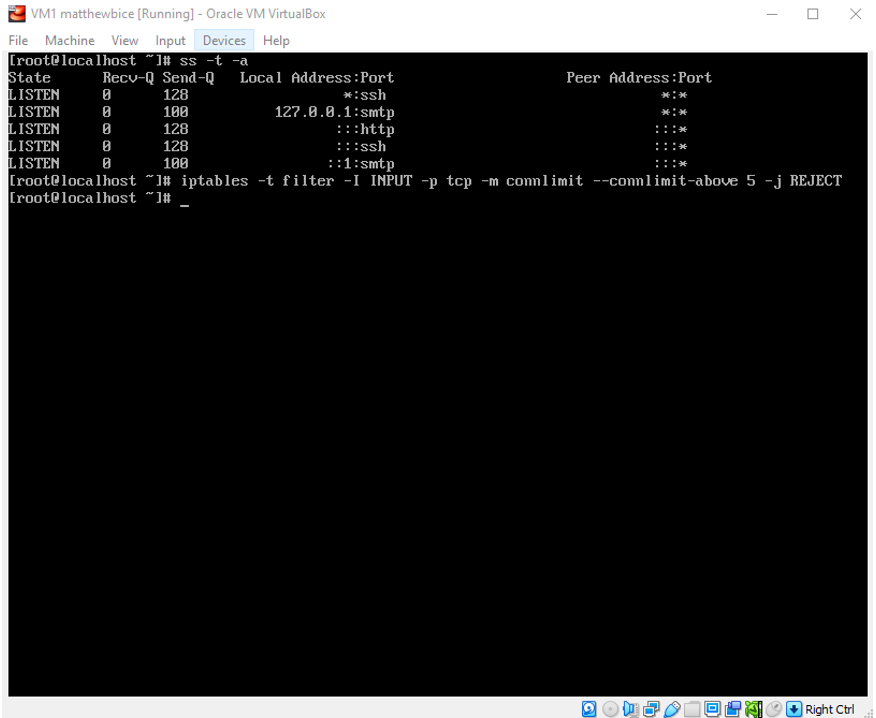 VM1 matthewbice [Running] - Oracle VM VirtualBox
File Machine View Input Devices Help
[root@localhost ~]# ss -t -a
State Recv-Q Send-Q Local Address:Port Peer Address:Port
LISTEN 0 128 *:ssh *:*
LISTEN 0 100 127.0.0.1:smtp *:*
LISTEN 0 128 :::http :::*
LISTEN 0 128 :::ssh :::*
LISTEN 0 100 ::1:smtp :::*
[root@localhost ~]# iptables -t filter -I INPUT -p tcp -m connlimit --connlimit-above 5 -j REJECT
[root@localhost ~]# _
Right Ctrl